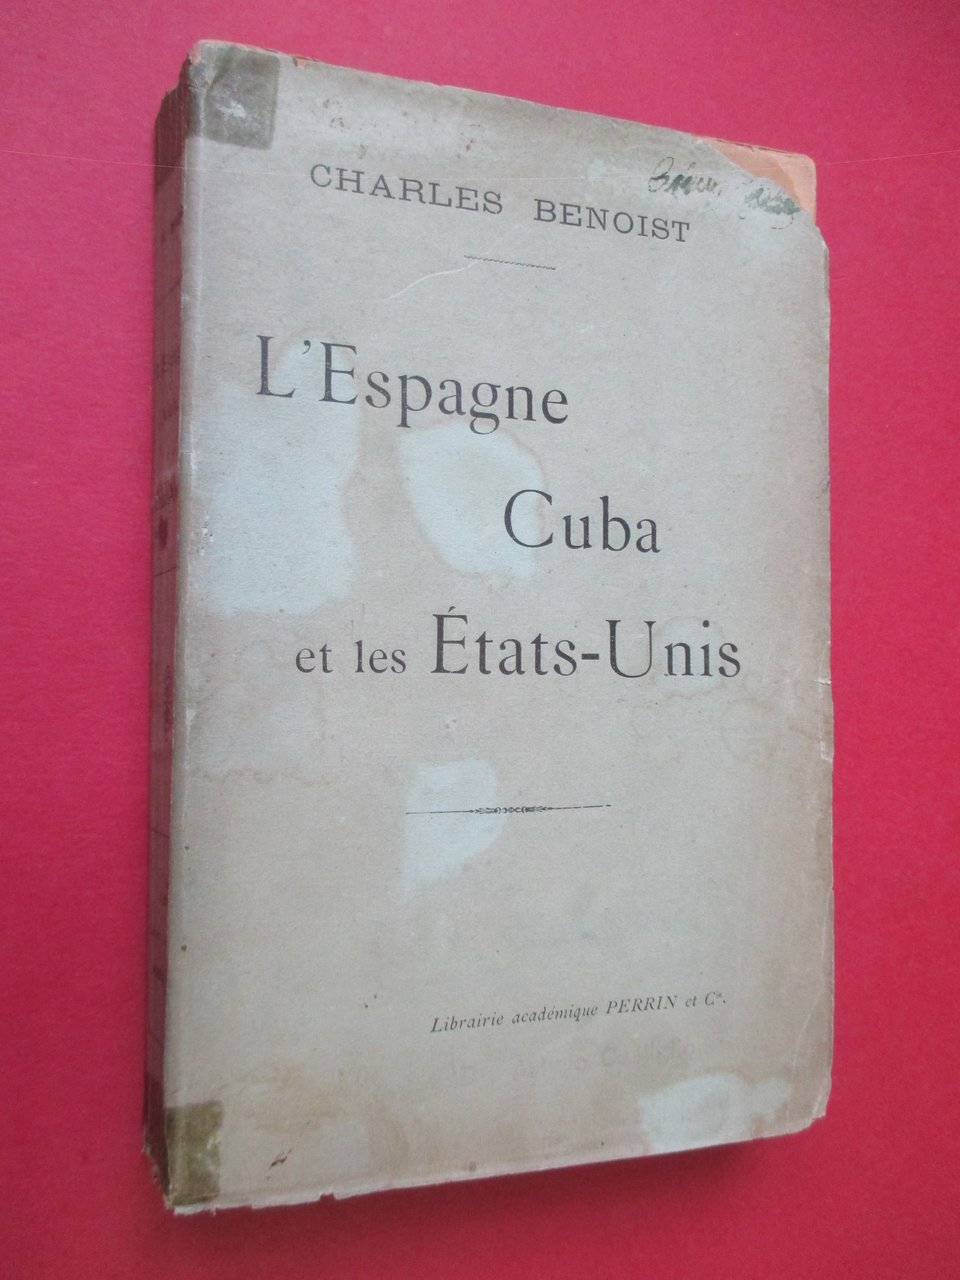 CHARLES BENOIST
L'Espagne
Cuba
et les États-Unis
Librairie académique PERRIN et Cie.